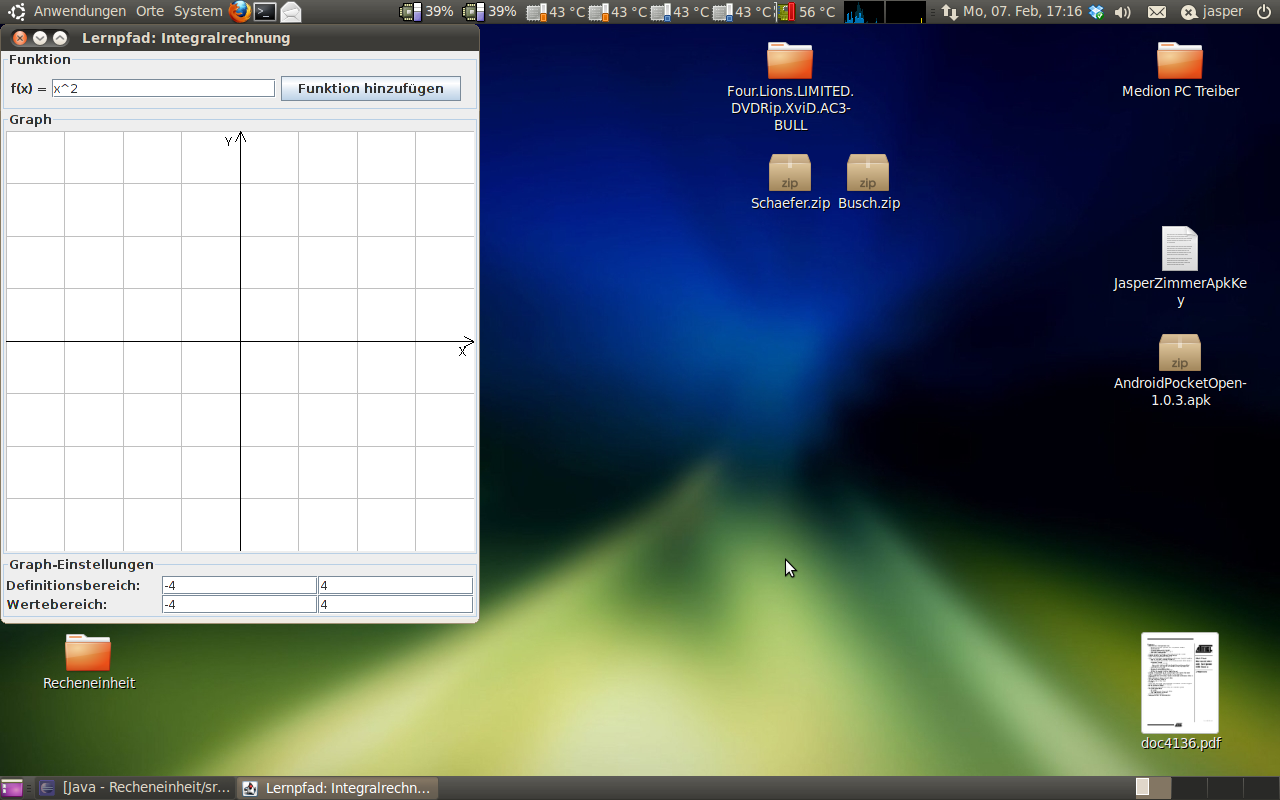 Anwendungen Orte System 39% 39% 43 °C 43 °C 43 °C 43 °C 56 °C Mo, 07. Feb, 17:16 jasper
Lernpfad: Integralrechnung
Funktion
f(x) = x^2 Funktion hinzufügen
Graph
Y
X
Graph-Einstellungen
Definitionsbereich: -4 4
Wertebereich: -4 4
Four.Lions.LIMITED.
DVDRip.XviD.AC3-
BULL
Medion PC Treiber
zip zip
Schaefer.zip Busch.zip
JasperZimmerApkKe
y
zip
AndroidPocketOpen-
1.0.3.apk
Recheneinheit
doc4136.pdf
[Java - Recheneinheit/sr... Lernpfad: Integralrechn...